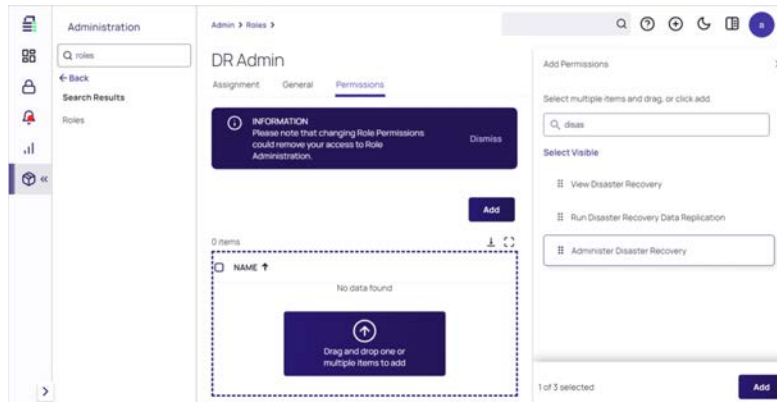 Administration
roles
Back
Search Results
Roles
Admin > Roles >
a
DR Admin
Assignment General Permissions
INFORMATION
Please note that changing Role Permissions
could remove your access to Role
Administration.
Dismiss
Add
0 items
NAME
No data found
Drag and drop one or
multiple items to add
Add Permissions
Select multiple items and drag, or click add.
disas
Select Visible
View Disaster Recovery
Run Disaster Recovery Data Replication
Administer Disaster Recovery
1 of 3 selected
Add